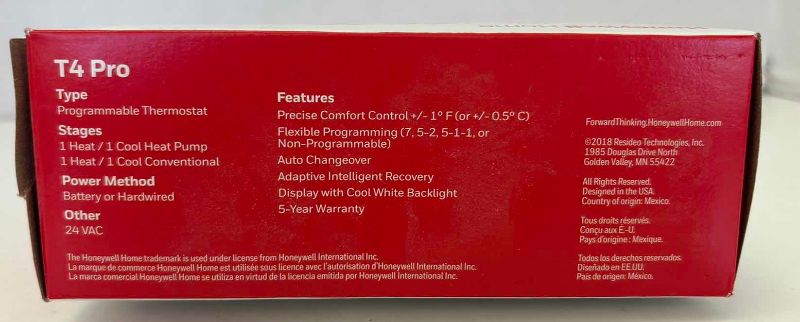 T4 Pro
Type
Programmable Thermostat
Stages
1 Heat / 1 Cool Heat Pump
1 Heat / 1 Cool Conventional
Power Method
Battery or Hardwired
Other
24 VAC
Features
Precise Comfort Control +/- 1° F (or +/- 0.5° C)
Flexible Programming (7, 5-2, 5-1-1, or
Non-Programmable)
Auto Changeover
Adaptive Intelligent Recovery
Display with Cool White Backlight
5-Year Warranty
ForwardThinking.HoneywellHome.com
©2018 Resideo Technologies, Inc.
1985 Douglas Drive North
Golden Valley, MN 55422
All Rights Reserved.
Designed in the USA.
Country of origin: Mexico.
Tous droits réservés.
Conçu aux E.-U.
Pays d'origine : Mexique.
Todos los derechos reservados.
Diseñado en EE.UU.
País de origen: México.
The Honeywell Home trademark is used under license from Honeywell International Inc.
La marque de commerce Honeywell Home est utilisée sous licence avec l'autorisation d'Honeywell International Inc.
La marca comercial Honeywell Home se utiliza en virtud de la licencia emitida por Honeywell International Inc.